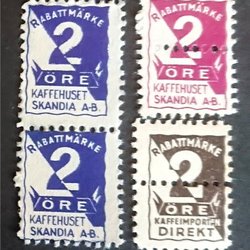 RABATTMÄRKE
2
ÖRE
KAFFEHUSET
SKANDIA A-B.
RABATTMÄRKE
2
ÖRE
KAFFEHUSET
SKANDIA A-B.
RABATTMÄRKE
2
ÖRE
KAFFEHUSET
SKANDIA A-B.
RABATTMÄRKE
2
ÖRE
KAFFEIMPORTEN
DIREKT